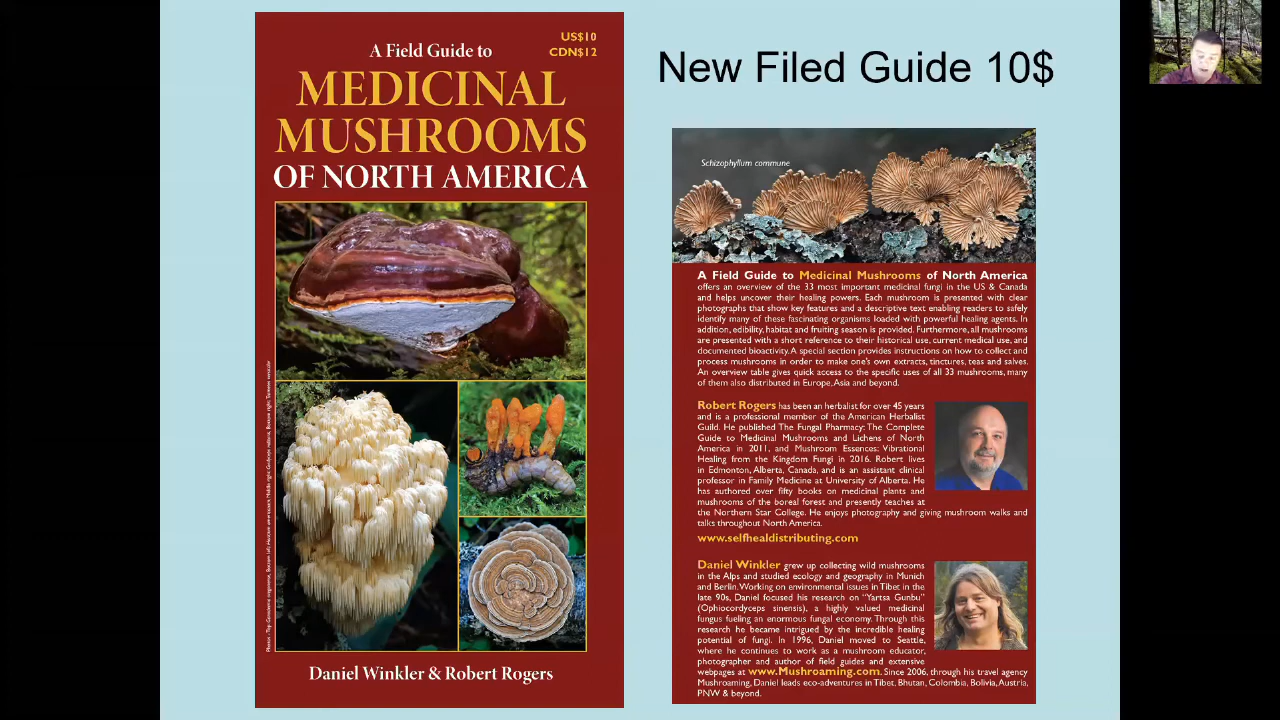 A Field Guide to
US$10
CDN$12
MEDICINAL
MUSHROOMS
OF NORTH AMERICA
Daniel Winkler & Robert Rogers
New Filed Guide 10$
Schizophyllum commune
A Field Guide to Medicinal Mushrooms of North America
offers an overview of the 33 most important medicinal fungi in the US & Canada
and helps uncover their healing powers. Each mushroom is presented with clear
photographs that show key features and a descriptive text enabling readers to safely
identify many of these fascinating organisms loaded with powerful healing agents. In
addition, edibility, habitat and fruiting season is provided. Furthermore, all mushrooms
are presented with a short reference to their historical use, current medical use, and
documented bioactivity. A special section provides instructions on how to collect and
process mushrooms in order to make one's own extracts, tinctures, teas and salves.
An overview table gives quick access to the specific uses of all 33 mushrooms, many
of them also distributed in Europe, Asia and beyond.
Robert Rogers has been an herbalist for over 45 years
and is a professional member of the American Herbalist
Guild. He published The Fungal Pharmacy: The Complete
Guide to Medicinal Mushrooms and Lichens of North
America in 2011, and Mushroom Essences: Vibrational
Healing from the Kingdom Fungi in 2016. Robert lives
in Edmonton, Alberta, Canada, and is an assistant clinical
professor in Family Medicine at University of Alberta. He
has authored over fifty books on medicinal plants and
mushrooms of the boreal forest and presently teaches at
the Northern Star College. He enjoys photography and giving mushroom walks and
talks throughout North America.
www.selfhealdistributing.com
Daniel Winkler grew up collecting wild mushrooms
in the Alps and studied ecology and geography in Munich
and Berlin. Working on environmental issues in Tibet in the
late 90s, Daniel focused his research on "Yartsa Gunbu"
(Ophiocordyceps sinensis), a highly valued medicinal
fungus fueling an enormous fungal economy. Through this
research he became intrigued by the incredible healing
potential of fungi. In 1996, Daniel moved to Seattle,
where he continues to work as a mushroom educator,
photographer and author of field guides and extensive
webpages at www.Mushroaming.com. Since 2006, through his travel agency
Mushroaming, Daniel leads eco-adventures in Tibet, Bhutan, Colombia, Bolivia, Austria,
PNW & beyond.